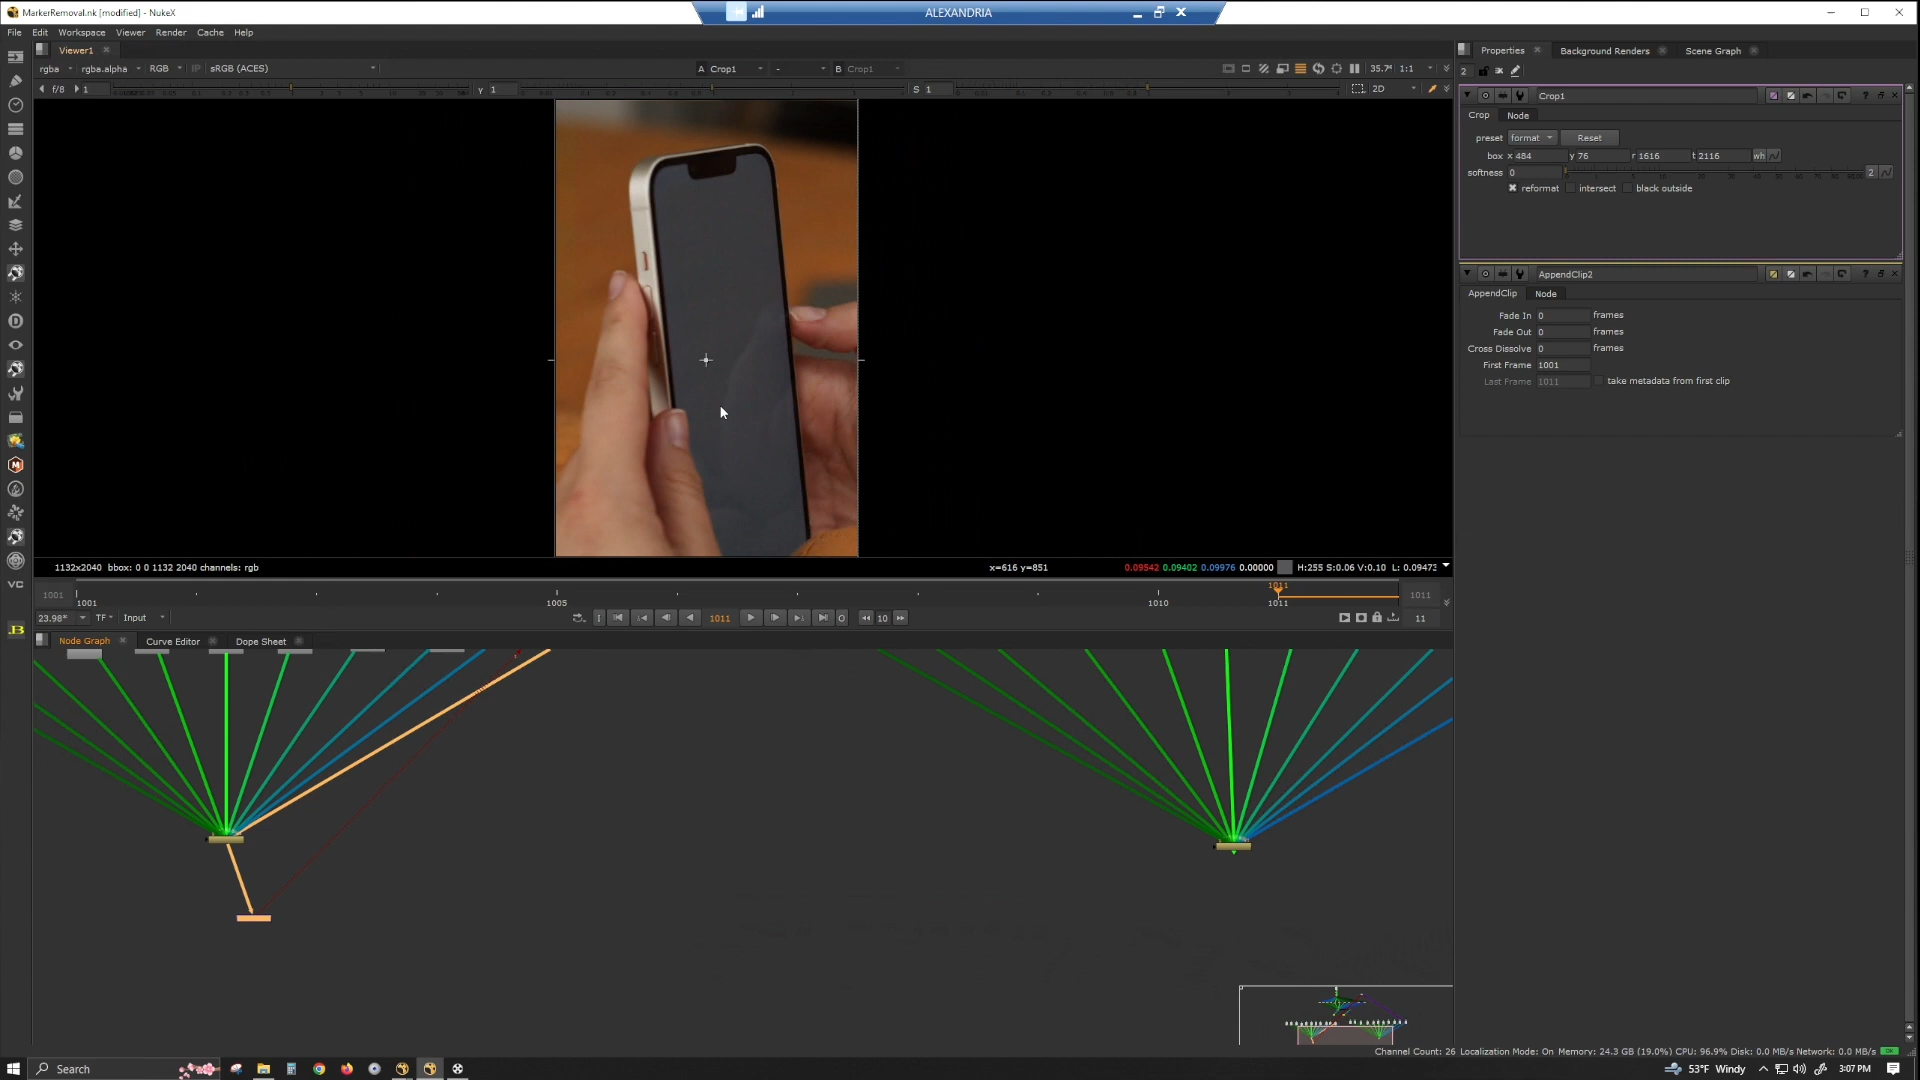 MarkerRemoval.nk [modified] - NukeX
ALEXANDRIA
File Edit Workspace Viewer Render Cache Help
Viewer1
Properties Background Renders Scene Graph
rgba rgba.alpha RGB IP sRGB (ACES) A Crop1 - B Crop1 35.7 1:1
2
f/8 1 Y 1 S 1 2D
Crop1
Crop Node
preset format Reset
box x 484 y 76 r 1616 t 2116 wh
softness 0 2
reformat intersect black outside
AppendClip2
AppendClip Node
Fade In 0 frames
Fade Out 0 frames
Cross Dissolve 0 frames
First Frame 1001
Last Frame 1011 take metadata from first clip
1132x2040 bbox: 0 0 1132 2040 channels: rgb x=616 y=851 0.09542 0.09402 0.09976 0.00000 H:255 S:0.06 V:0.10 L: 0.09473
1011
1001 1001 1005 1010 1011 1011
23.98* TF Input 1011 10 11
Node Graph Curve Editor Dope Sheet
VC
Channel Count: 26 Localization Mode: On Memory: 24.3 GB (19.0%) CPU: 96.9% Disk: 0.0 MB/s Network: 0.0 MB/s
Search
53°F Windy 3:07 PM